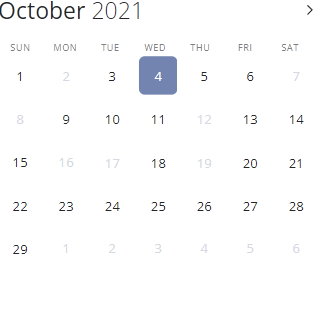 October 2021
SUN MON TUE WED THU FRI SAT
1 2 3 4 5 6 7
8 9 10 11 12 13 14
15 16 17 18 19 20 21
22 23 24 25 26 27 28
29 1 2 3 4 5 6